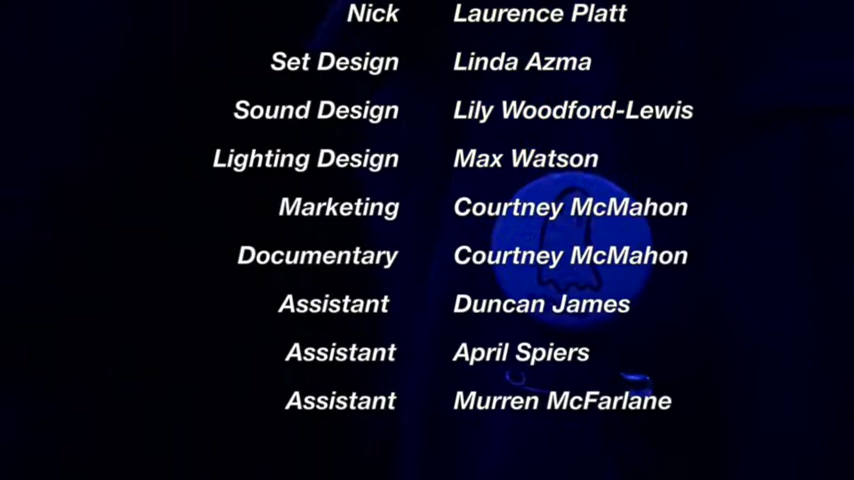 Nick Laurence Platt
Set Design Linda Azma
Sound Design Lily Woodford-Lewis
Lighting Design Max Watson
Marketing Courtney McMahon
Documentary Courtney McMahon
Assistant Duncan James
Assistant April Spiers
Assistant Murren McFarlane